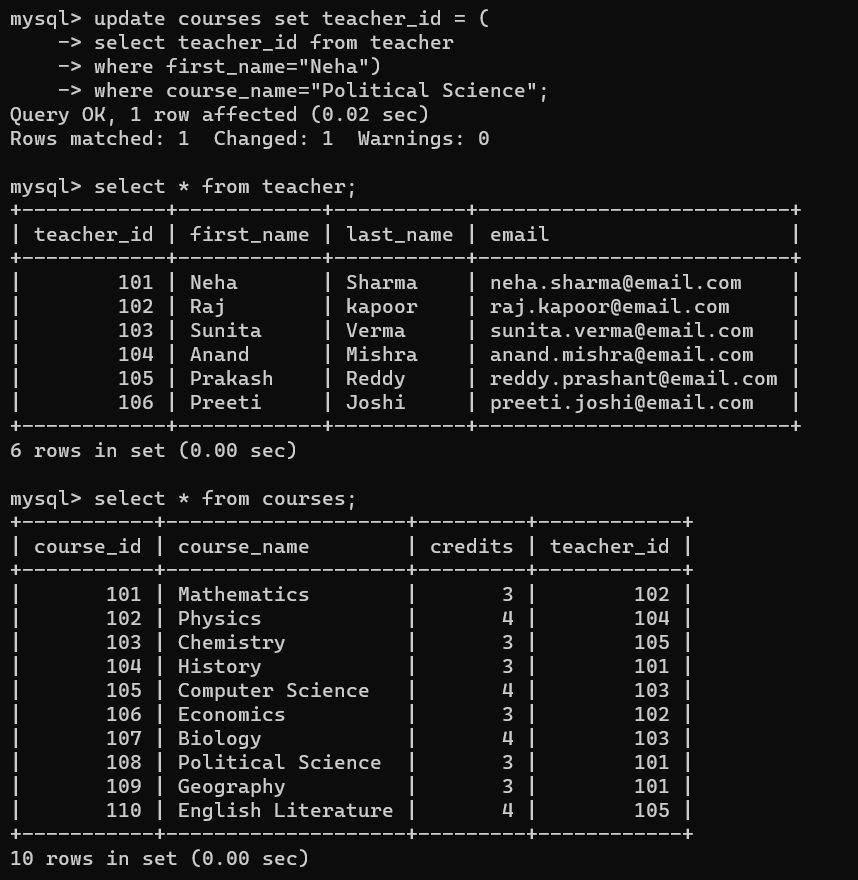 mysql> update courses set teacher_id = (
    -> select teacher_id from teacher
    -> where first_name="Neha")
    -> where course_name="Political Science";
Query OK, 1 row affected (0.02 sec)
Rows matched: 1  Changed: 1  Warnings: 0

mysql> select * from teacher;
+------------+------------+-----------+--------------------------+
| teacher_id | first_name | last_name | email                    |
+------------+------------+-----------+--------------------------+
|        101 | Neha       | Sharma    | neha.sharma@email.com    |
|        102 | Raj        | kapoor    | raj.kapoor@email.com     |
|        103 | Sunita     | Verma     | sunita.verma@email.com   |
|        104 | Anand      | Mishra    | anand.mishra@email.com   |
|        105 | Prakash    | Reddy     | reddy.prashant@email.com |
|        106 | Preeti     | Joshi     | preeti.joshi@email.com   |
+------------+------------+-----------+--------------------------+
6 rows in set (0.00 sec)

mysql> select * from courses;
+-----------+--------------------+---------+------------+
| course_id | course_name        | credits | teacher_id |
+-----------+--------------------+---------+------------+
|       101 | Mathematics        |       3 |        102 |
|       102 | Physics            |       4 |        104 |
|       103 | Chemistry          |       3 |        105 |
|       104 | History            |       3 |        101 |
|       105 | Computer Science   |       4 |        103 |
|       106 | Economics          |       3 |        102 |
|       107 | Biology            |       4 |        103 |
|       108 | Political Science  |       3 |        101 |
|       109 | Geography          |       3 |        101 |
|       110 | English Literature |       4 |        105 |
+-----------+--------------------+---------+------------+
10 rows in set (0.00 sec)